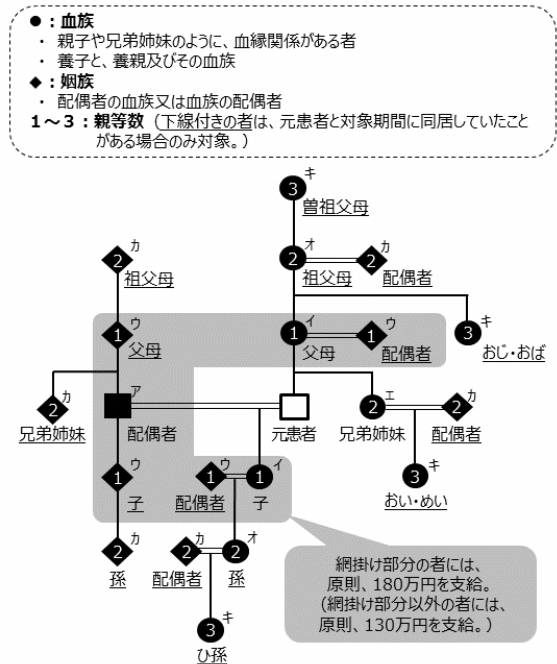 ●：血族
・ 親子や兄弟姉妹のように、血縁関係がある者
・ 養子と、養親及びその血族
◆：姻族
・ 配偶者の血族又は血族の配偶者
１～３：親等数（下線付きの者は、元患者と対象期間に同居していたこと
がある場合のみ対象。）
3 キ
曽祖父母
2 カ
祖父母
2 オ
祖父母
2 カ
配偶者
1 ウ
父母
1 イ
父母
1 ウ
配偶者
3 キ
おじ・おば
2 カ
兄弟姉妹
ア
配偶者
元患者
2 エ
兄弟姉妹
2 カ
配偶者
1 ウ
子
1 ウ
配偶者
1 イ
子
3 キ
おい・めい
2 カ
孫
2 カ
配偶者
2 オ
孫
3 キ
ひ孫
網掛け部分の者には、
原則、180万円を支給。
（網掛け部分以外の者には、
原則、130万円を支給。）